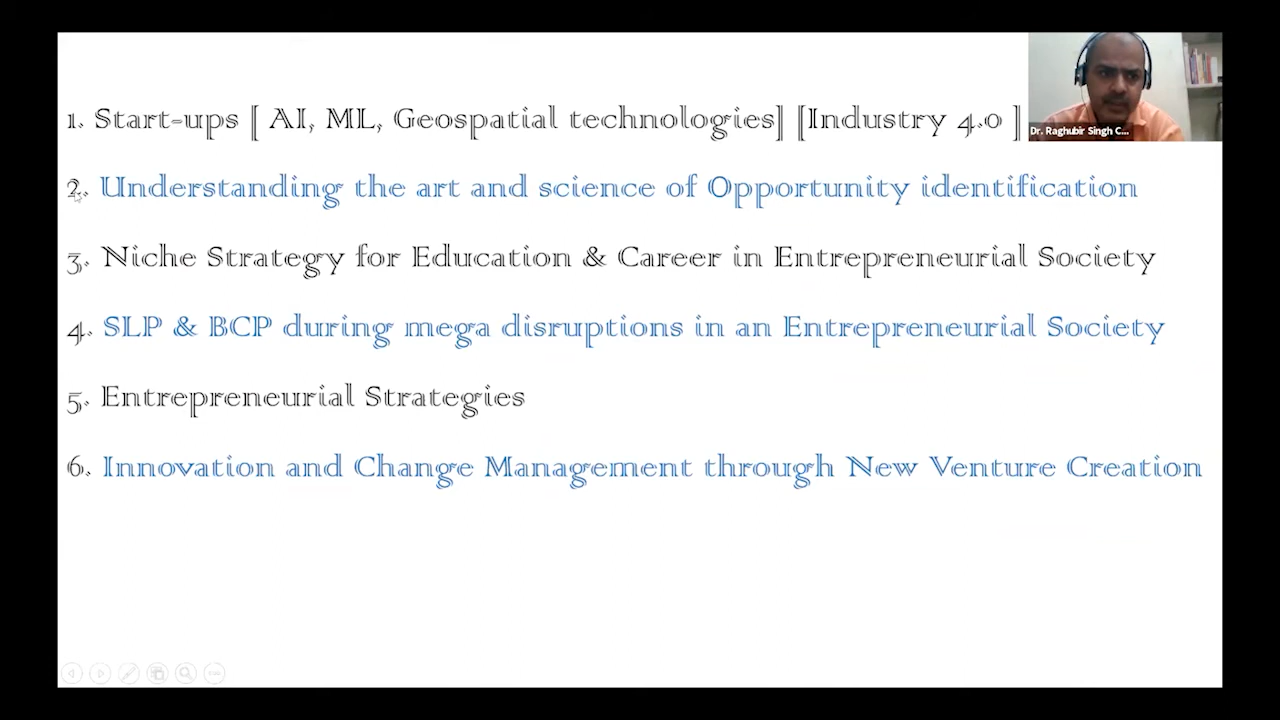 1. Start-ups [ AI, ML, Geospatial technologies] [Industry 4.0 ]
Dr. Raghubir Singh C...
2. Understanding the art and science of Opportunity identification
3. Niche Strategy for Education & Career in Entrepreneurial Society
4. SLP & BCP during mega disruptions in an Entrepreneurial Society
5. Entrepreneurial Strategies
6. Innovation and Change Management through New Venture Creation